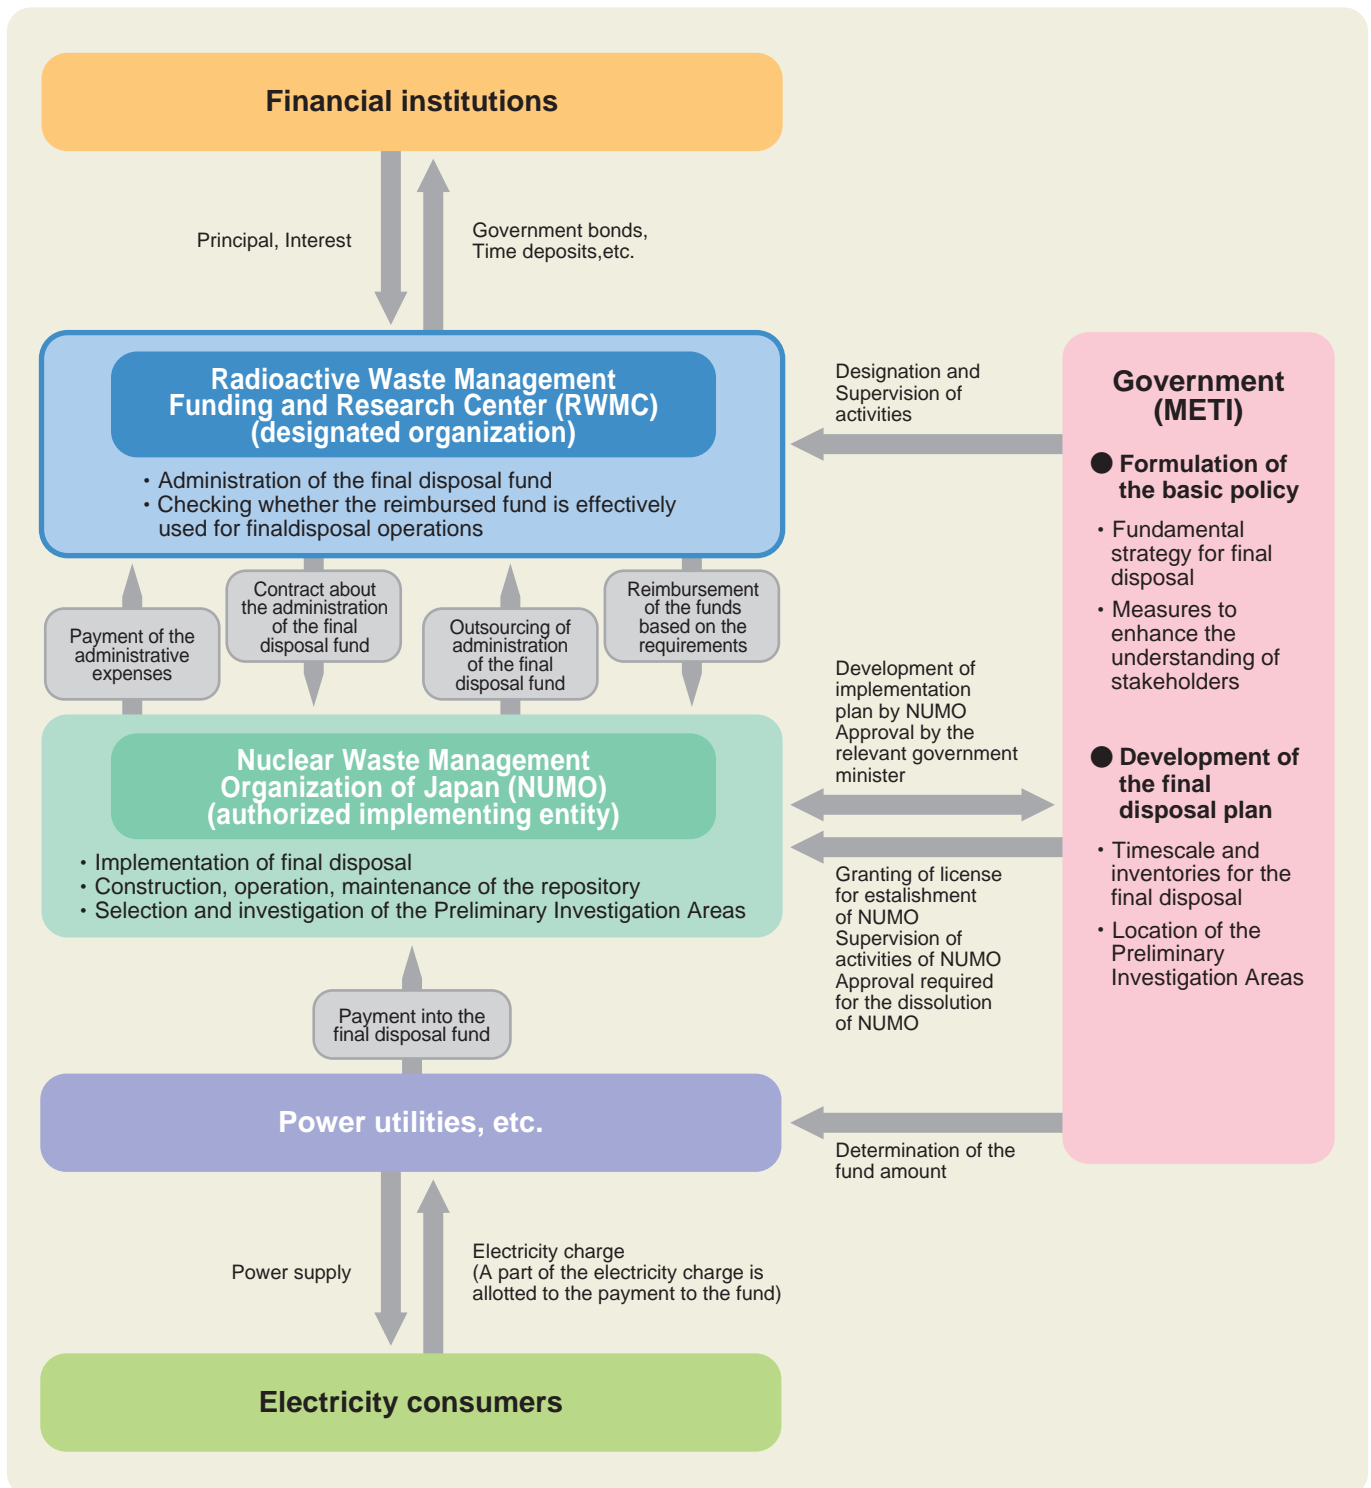 Financial institutions
Principal, Interest
Government bonds,
Time deposits,etc.
Radioactive Waste Management
Funding and Research Center (RWMC)
(designated organization)
・Administration of the final disposal fund
・Checking whether the reimbursed fund is effectively
used for finaldisposal operations
Designation and
Supervision of
activities
Government
(METI)
● Formulation of
the basic policy
・Fundamental
strategy for final
disposal
・Measures to
enhance the
understanding of
stakeholders
● Development of
the final
disposal plan
・Timescale and
inventories for the
final disposal
・Location of the
Preliminary
Investigation Areas
Payment of the
administrative
expenses
Contract about
the administration
of the final
disposal fund
Outsourcing of
administration
of the final
disposal fund
Reimbursement
of the funds
based on the
requirements
Development of
implementation
plan by NUMO
Approval by the
relevant government
minister
Nuclear Waste Management
Organization of Japan (NUMO)
(authorized implementing entity)
・Implementation of final disposal
・Construction, operation, maintenance of the repository
・Selection and investigation of the Preliminary Investigation Areas
Granting of license
for estalishment
of NUMO
Supervision of
activities of NUMO
Approval required
for the dissolution
of NUMO
Payment into the
final disposal fund
Power utilities, etc.
Determination of the
fund amount
Power supply
Electricity charge
(A part of the electricity charge is
allotted to the payment to the fund)
Electricity consumers